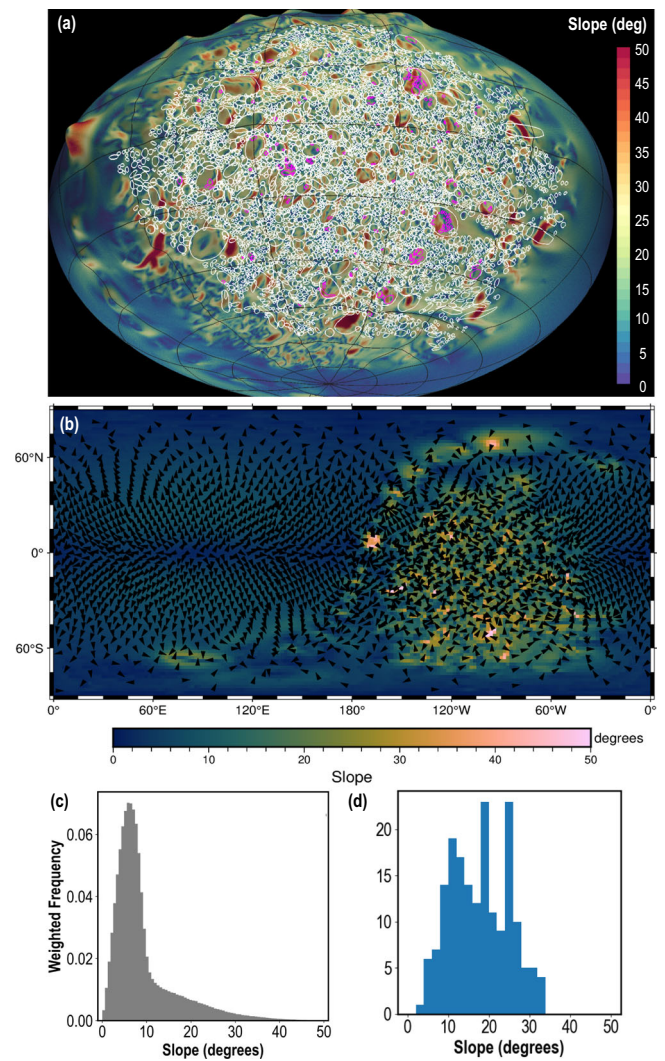 (a) Slope (deg)
50
45
40
35
30
25
20
15
10
5
0
(b)
60°N
0°
60°S
0° 60°E 120°E 180° 120°W 60°W 0°
degrees
0 10 20 30 40 50
Slope
(c)
Weighted Frequency
0.06
0.04
0.02
0.00
0 10 20 30 40 50
Slope (degrees)
(d)
20
15
10
5
0
0 10 20 30 40 50
Slope (degrees)